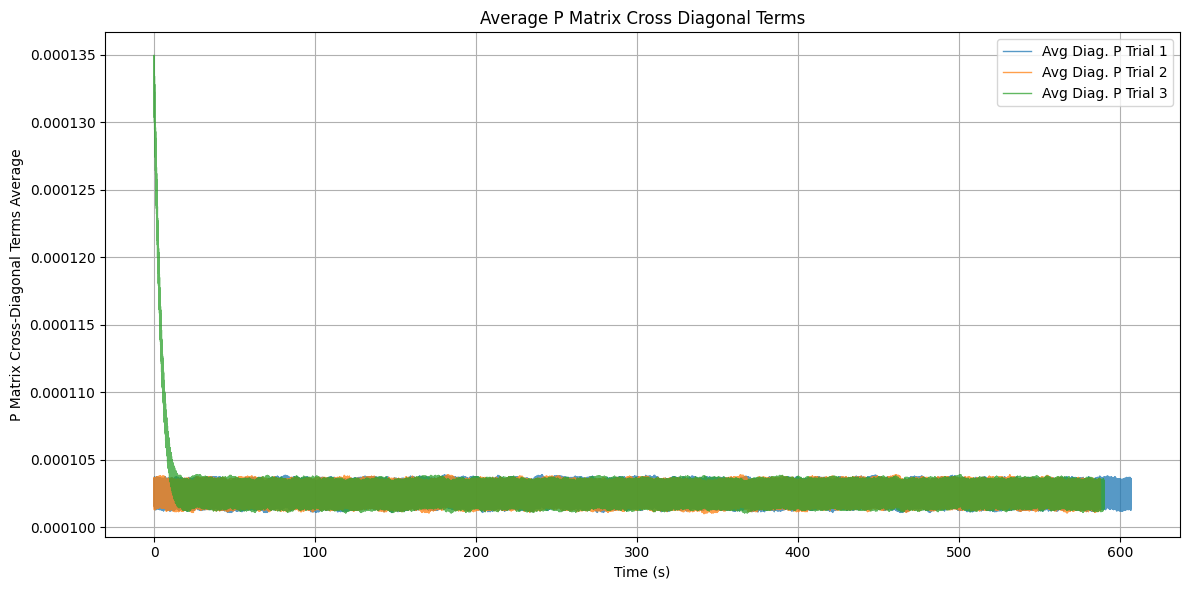 Average P Matrix Cross Diagonal Terms
Avg Diag. P Trial 1
Avg Diag. P Trial 2
Avg Diag. P Trial 3
P Matrix Cross-Diagonal Terms Average
0.000135
0.000130
0.000125
0.000120
0.000115
0.000110
0.000105
0.000100
0 100 200 300 400 500 600
Time (s)